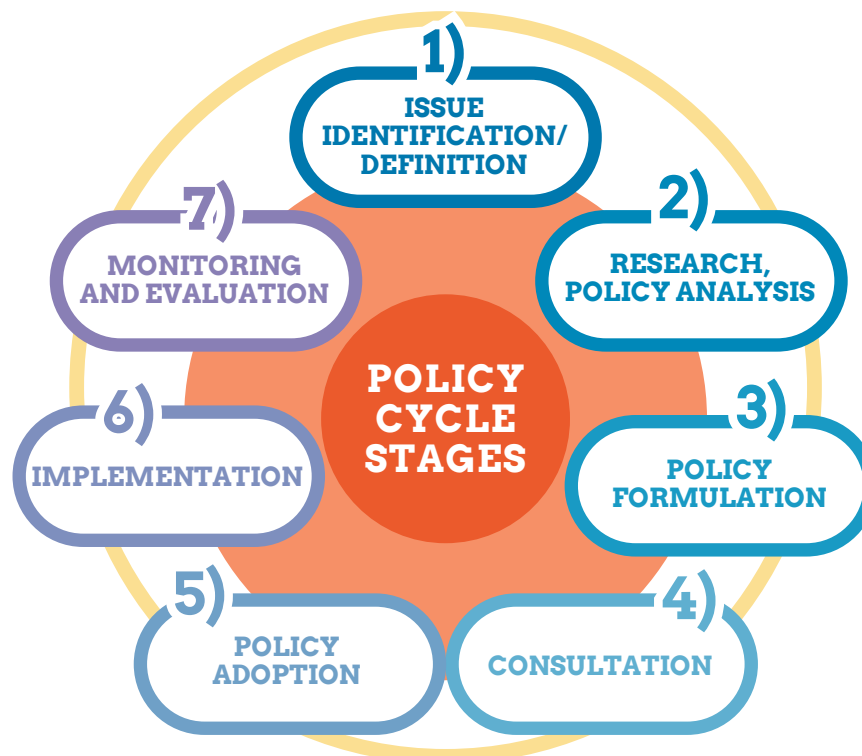 1)
ISSUE
IDENTIFICATION/
DEFINITION
2)
RESEARCH,
POLICY ANALYSIS
3)
POLICY
FORMULATION
4)
CONSULTATION
5)
POLICY
ADOPTION
6)
IMPLEMENTATION
7)
MONITORING
AND EVALUATION
POLICY
CYCLE
STAGES